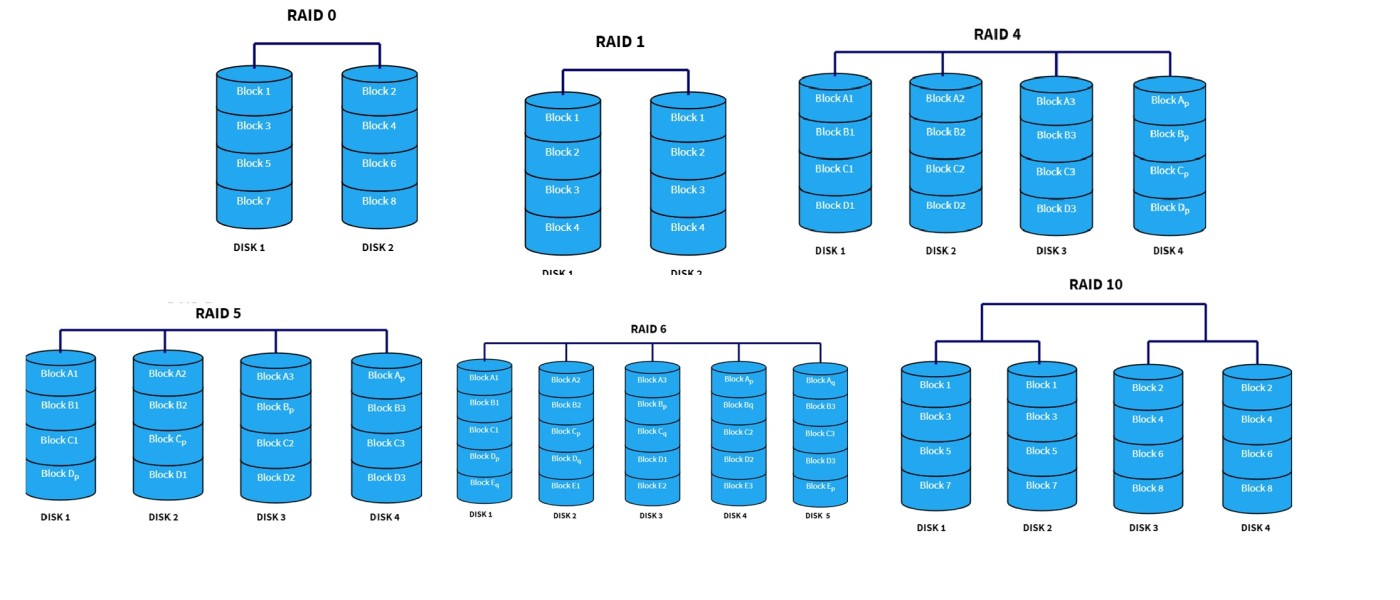 RAID 0
Block 1 Block 2
Block 3 Block 4
Block 5 Block 6
Block 7 Block 8
DISK 1 DISK 2
RAID 1
Block 1 Block 1
Block 2 Block 2
Block 3 Block 3
Block 4 Block 4
DISK 1 DISK 2
RAID 4
Block A1 Block A2 Block A3 Block Ap
Block B1 Block B2 Block B3 Block Bp
Block C1 Block C2 Block C3 Block Cp
Block D1 Block D2 Block D3 Block Dp
DISK 1 DISK 2 DISK 3 DISK 4
RAID 5
Block A1 Block A2 Block A3 Block Ap
Block B1 Block B2 Block Bp Block B3
Block C1 Block Cp Block C2 Block C3
Block Dp Block D1 Block D2 Block D3
DISK 1 DISK 2 DISK 3 DISK 4
RAID 6
Block A1 Block A2 Block A3 Block Ap Block Aq
Block B1 Block B2 Block Bp Block Bq Block B3
Block C1 Block Cp Block Cq Block C2 Block C3
Block Dp Block Dq Block D1 Block D2 Block D3
Block Eq Block E1 Block E2 Block E3 Block Ep
DISK 1 DISK 2 DISK 3 DISK 4 DISK 5
RAID 10
Block 1 Block 1 Block 2 Block 2
Block 3 Block 3 Block 4 Block 4
Block 5 Block 5 Block 6 Block 6
Block 7 Block 7 Block 8 Block 8
DISK 1 DISK 2 DISK 3 DISK 4